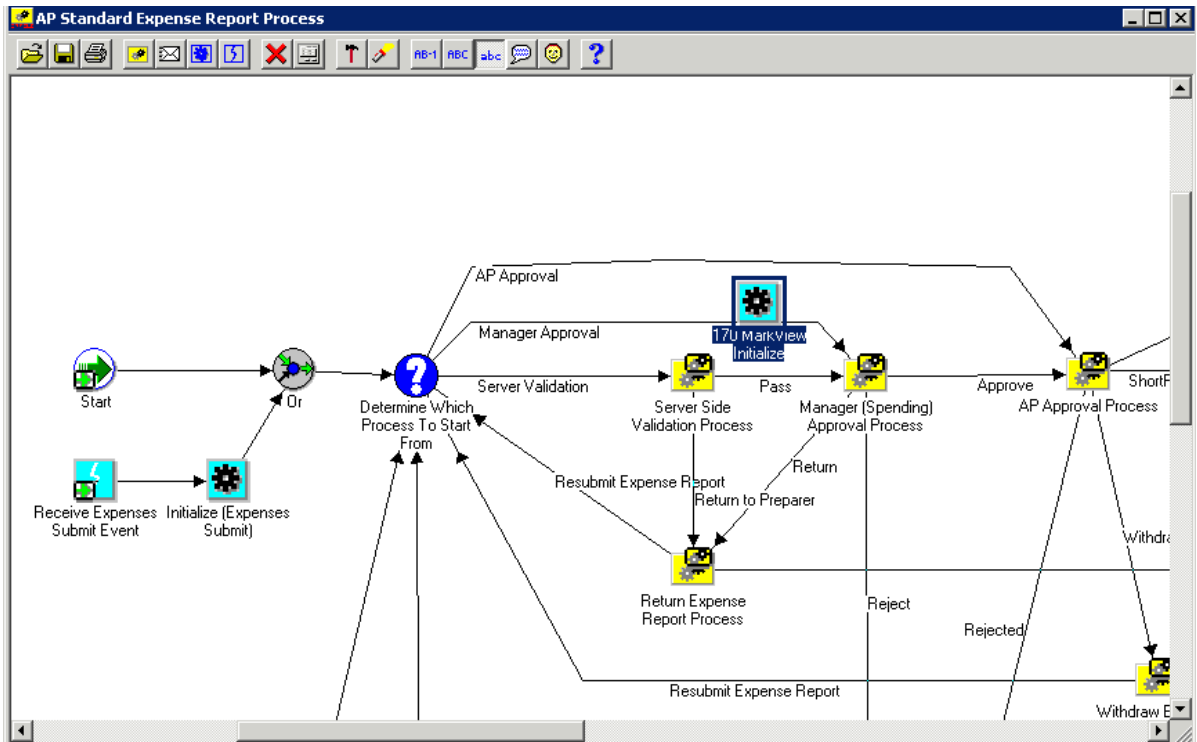 AP Standard Expense Report Process
AB-1 ABC abc
AP Approval
Manager Approval
170 MarkView
Initialize
Start
Or
Server Validation
Pass
Approve
ShortF
Determine Which
Process To Start
From
Server Side
Validation Process
Manager (Spending)
Approval Process
AP Approval Process
Return
Resubmit Expense Report
Return to Preparer
Receive Expenses
Submit Event
Initialize (Expenses
Submit)
Withdra
Return Expense
Report Process
Reject
Rejected
Resubmit Expense Report
Withdraw E